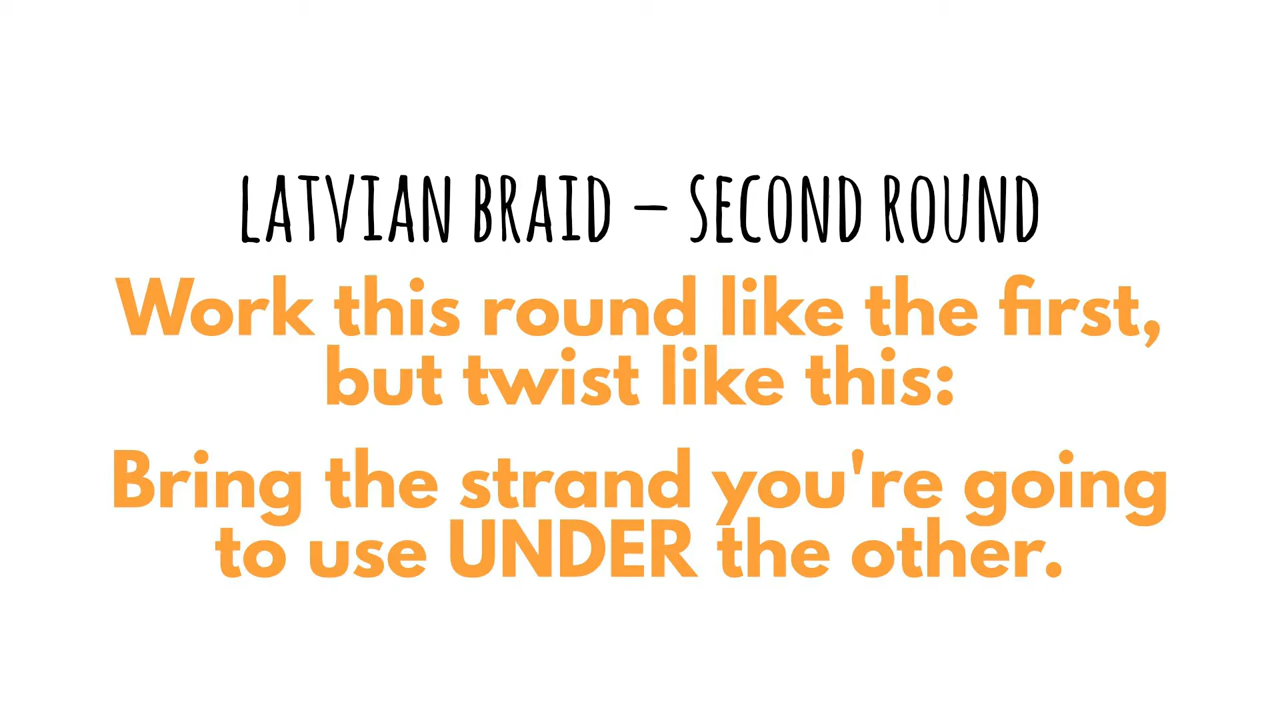 LATVIAN BRAID – SECOND ROUND
Work this round like the first,
but twist like this:
Bring the strand you're going
to use UNDER the other.